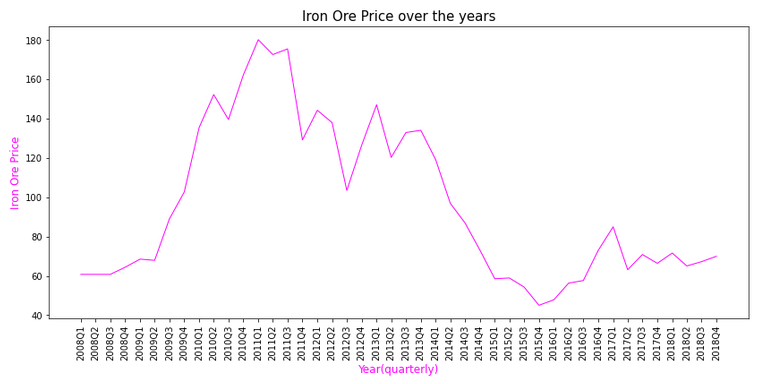 Iron Ore Price over the years
Iron Ore Price
180
160
140
120
100
80
60
40
2008Q1
2008Q2
2008Q3
2008Q4
2009Q1
2009Q2
2009Q3
2009Q4
2010Q1
2010Q2
2010Q3
2010Q4
2011Q1
2011Q2
2011Q3
2011Q4
2012Q1
2012Q2
2012Q3
2012Q4
2013Q1
2013Q2
2013Q3
2013Q4
2014Q1
2014Q2
2014Q3
2014Q4
2015Q1
2015Q2
2015Q3
2015Q4
2016Q1
2016Q2
2016Q3
2016Q4
2017Q1
2017Q2
2017Q3
2017Q4
2018Q1
2018Q2
2018Q3
2018Q4
Year(quarterly)